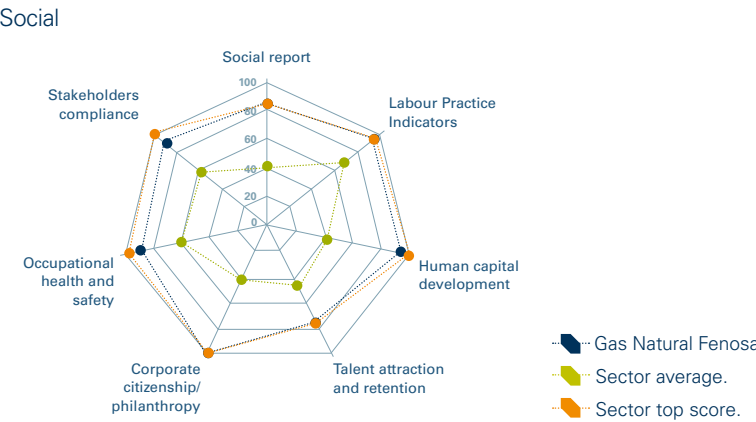 Social
Social report
Stakeholders
compliance
100
80
60
40
20
0
Labour Practice
Indicators
Occupational
health and
safety
Human capital
development
Corporate
citizenship/
philanthropy
Talent attraction
and retention
Gas Natural Fenosa
Sector average.
Sector top score.